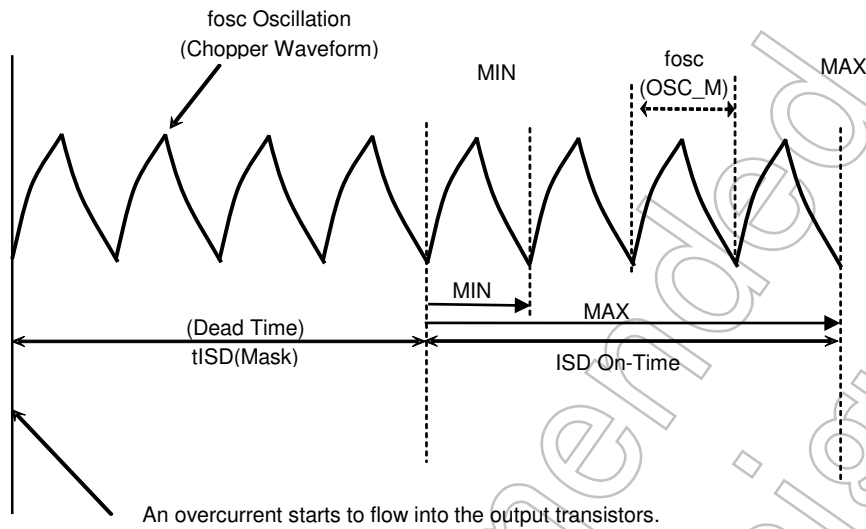 fosc Oscillation
(Chopper Waveform)
MIN
fosc
(OSC_M)
MAX
MIN
MAX
(Dead Time)
tISD(Mask)
ISD On-Time
An overcurrent starts to flow into the output transistors.